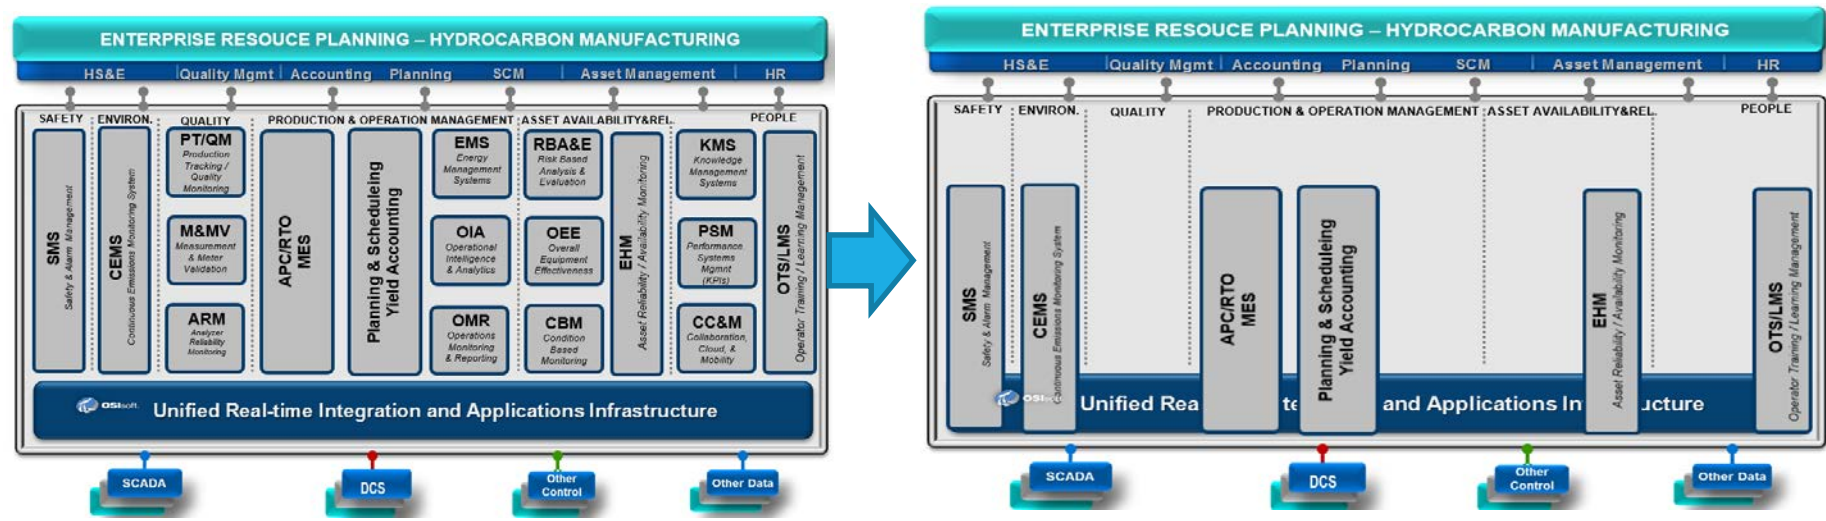 ENTERPRISE RESOUCE PLANNING – HYDROCARBON MANUFACTURING
HS&E
Quality Mgmt
Accounting
Planning
SCM
Asset Management
HR
SAFETY
ENVIRON.
QUALITY
PRODUCTION & OPERATION MANAGEMENT
ASSET AVAILABILITY&REL.
PEOPLE
SMS
Safety & Alarm Management
CEMS
Continuous Emissions Monitoring System
PT/QM
Production
Tracking /
Quality
Monitoring
M&MV
Measurement
& Meter
Validation
ARM
Analyzer
Reliability
Monitoring
APC/RTO
MES
Planning & Scheduleing
Yield Accounting
EMS
Energy
Management
Systems
OIA
Operational
Intelligence
& Analytics
OMR
Operations
Monitoring
& Reporting
RBA&E
Risk Based
Analysis &
Evaluation
OEE
Overall
Equipment
Effectiveness
CBM
Condition
Based
Monitoring
EHM
Asset Reliability / Availability Monitoring
KMS
Knowledge
Management
Systems
PSM
Performance
Systems
Mgmnt
(KPIs)
CC&M
Collaboration,
Cloud, &
Mobility
OTS/LMS
Operator Training / Learning Management
OSIsoft.
Unified Real-time Integration and Applications Infrastructure
SCADA
DCS
Other
Control
Other Data
ENTERPRISE RESOUCE PLANNING – HYDROCARBON MANUFACTURING
HS&E
Quality Mgmt
Accounting
Planning
SCM
Asset Management
HR
SAFETY
ENVIRON.
QUALITY
PRODUCTION & OPERATION MANAGEMENT
ASSET AVAILABILITY&REL.
PEOPLE
SMS
Safety & Alarm Management
CEMS
Continuous Emissions Monitoring System
APC/RTO
MES
Planning & Scheduleing
Yield Accounting
EHM
Asset Reliability / Availability Monitoring
OTS/LMS
Operator Training / Learning Management
Unified Rea te and Applications In ucture
SCADA
DCS
Other
Control
Other Data